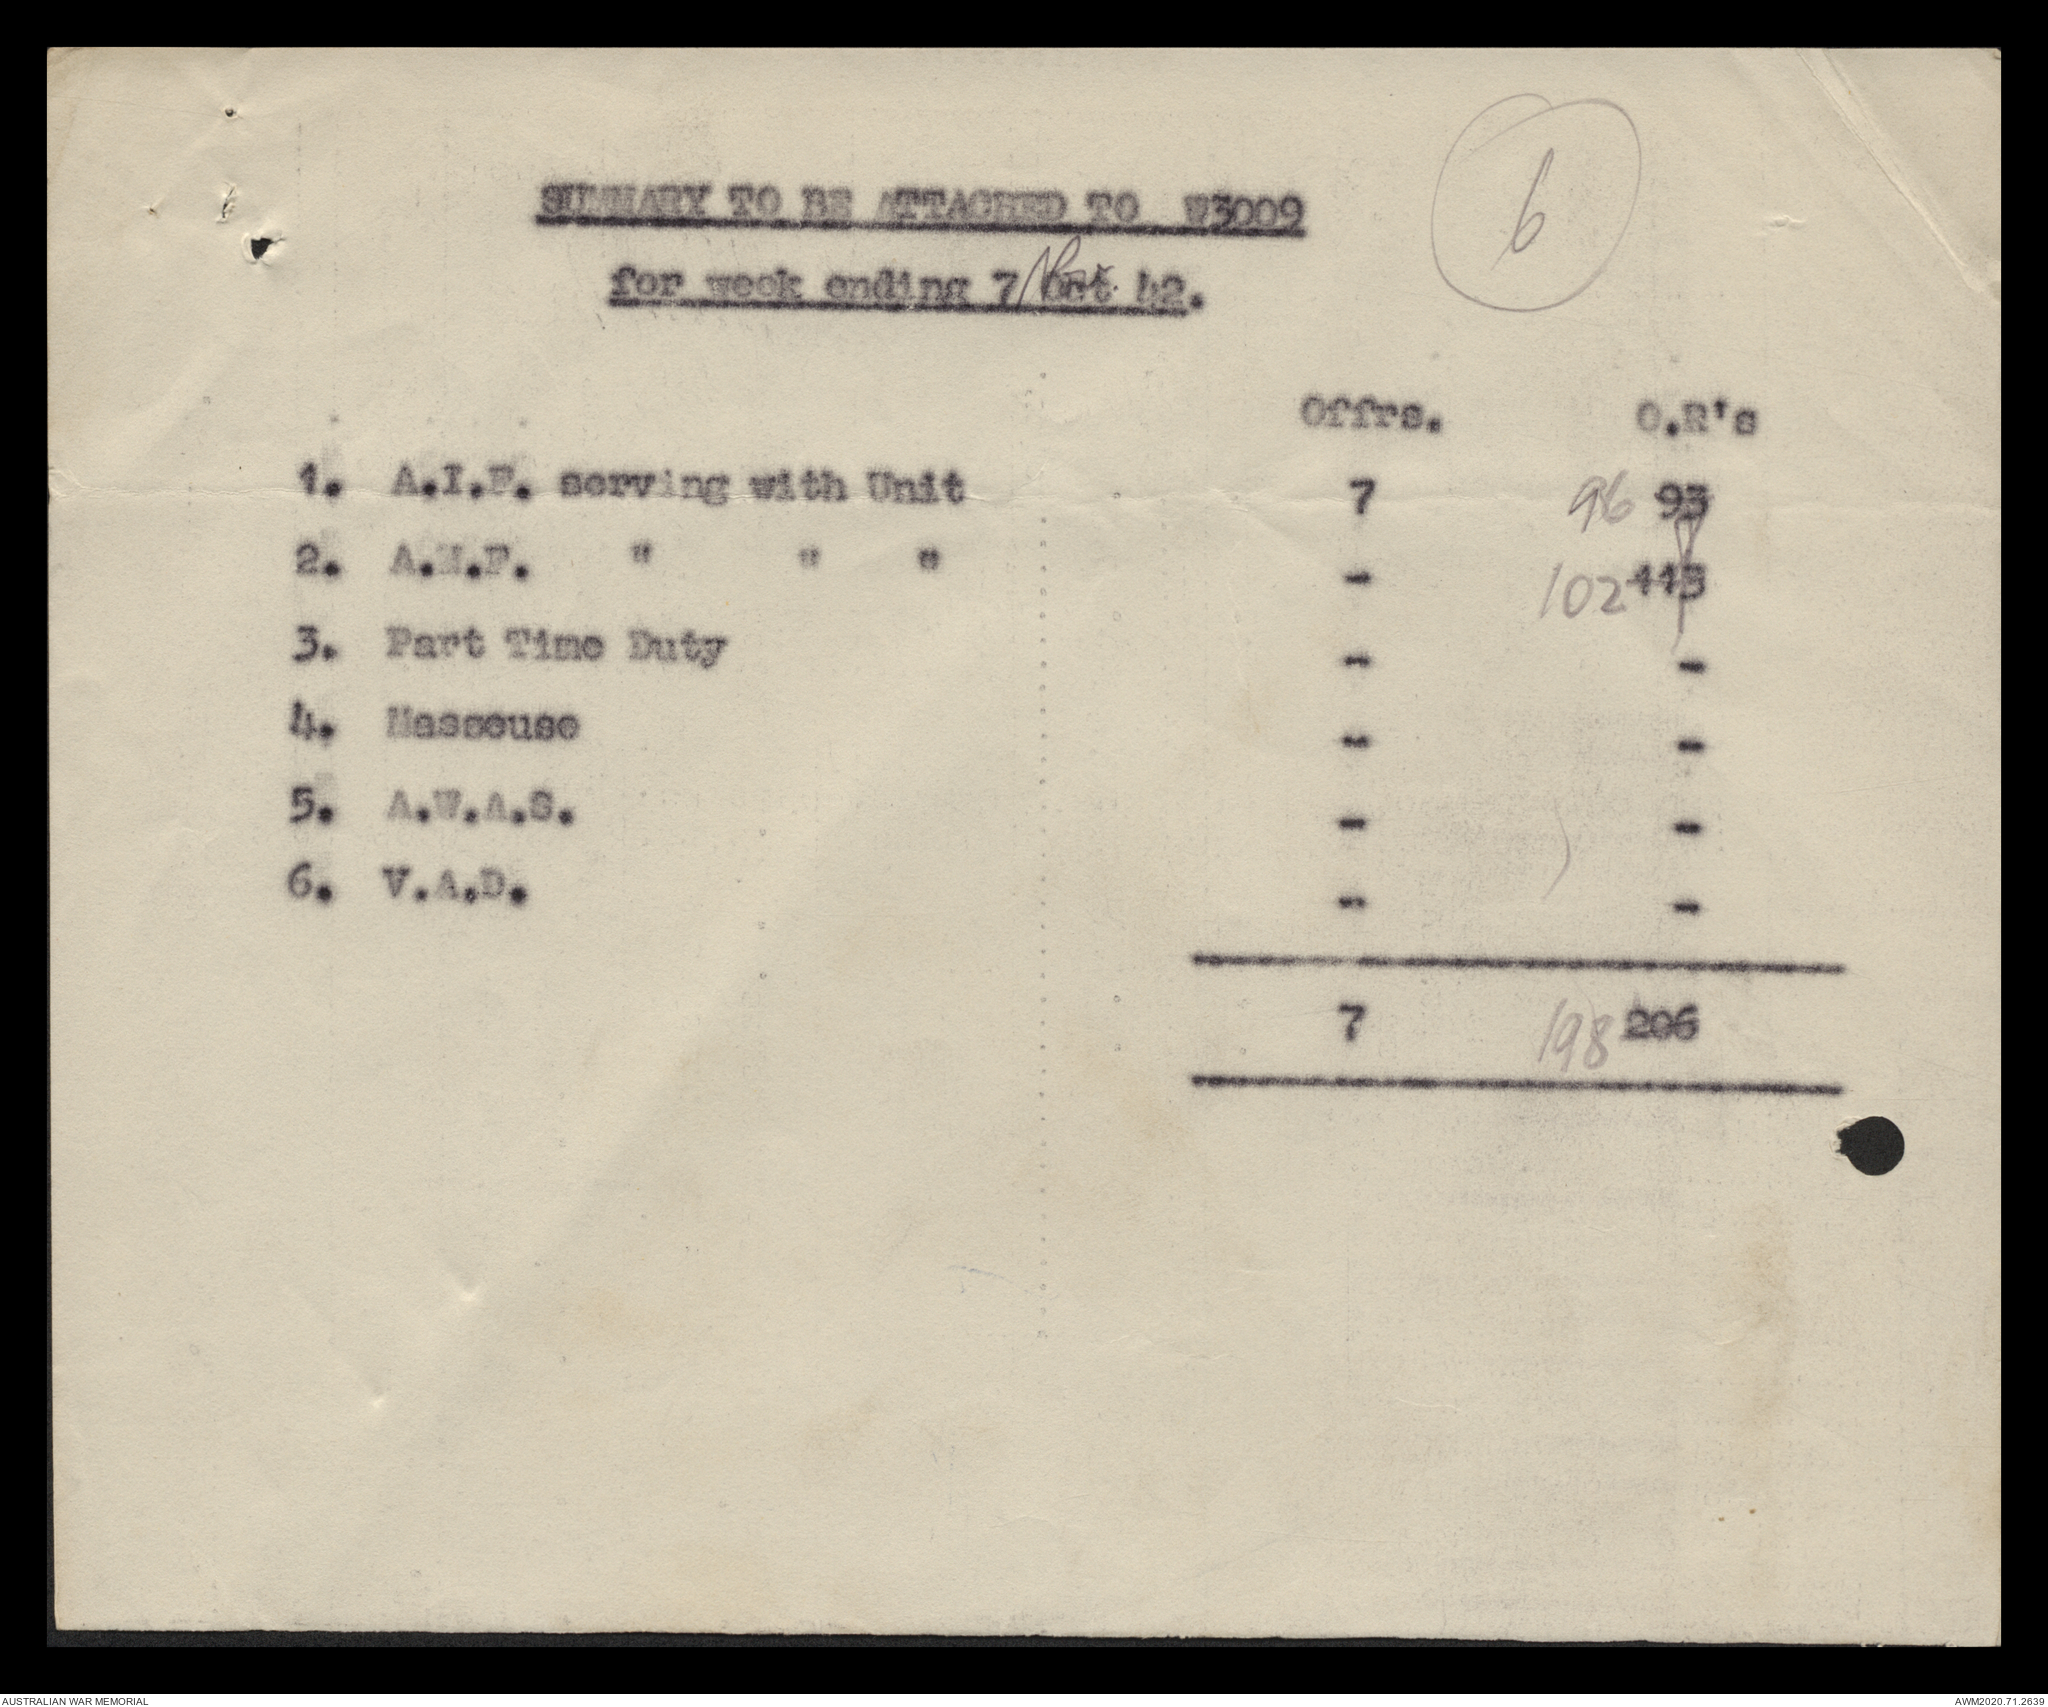 6
SUMMARY TO BE ATTACHED TO W3009
for week ending 7 Nov. 42.
Offrs. O.R's
1. A.I.F. serving with Unit 7 96 93
2. A.M.F. " " " - 102 113
3. Part Time Duty - -
4. Masseuse - -
5. A.W.A.S. - -
6. V.A.D. - -
7 198 206
AUSTRALIAN WAR MEMORIAL
AWM2020.71.2639